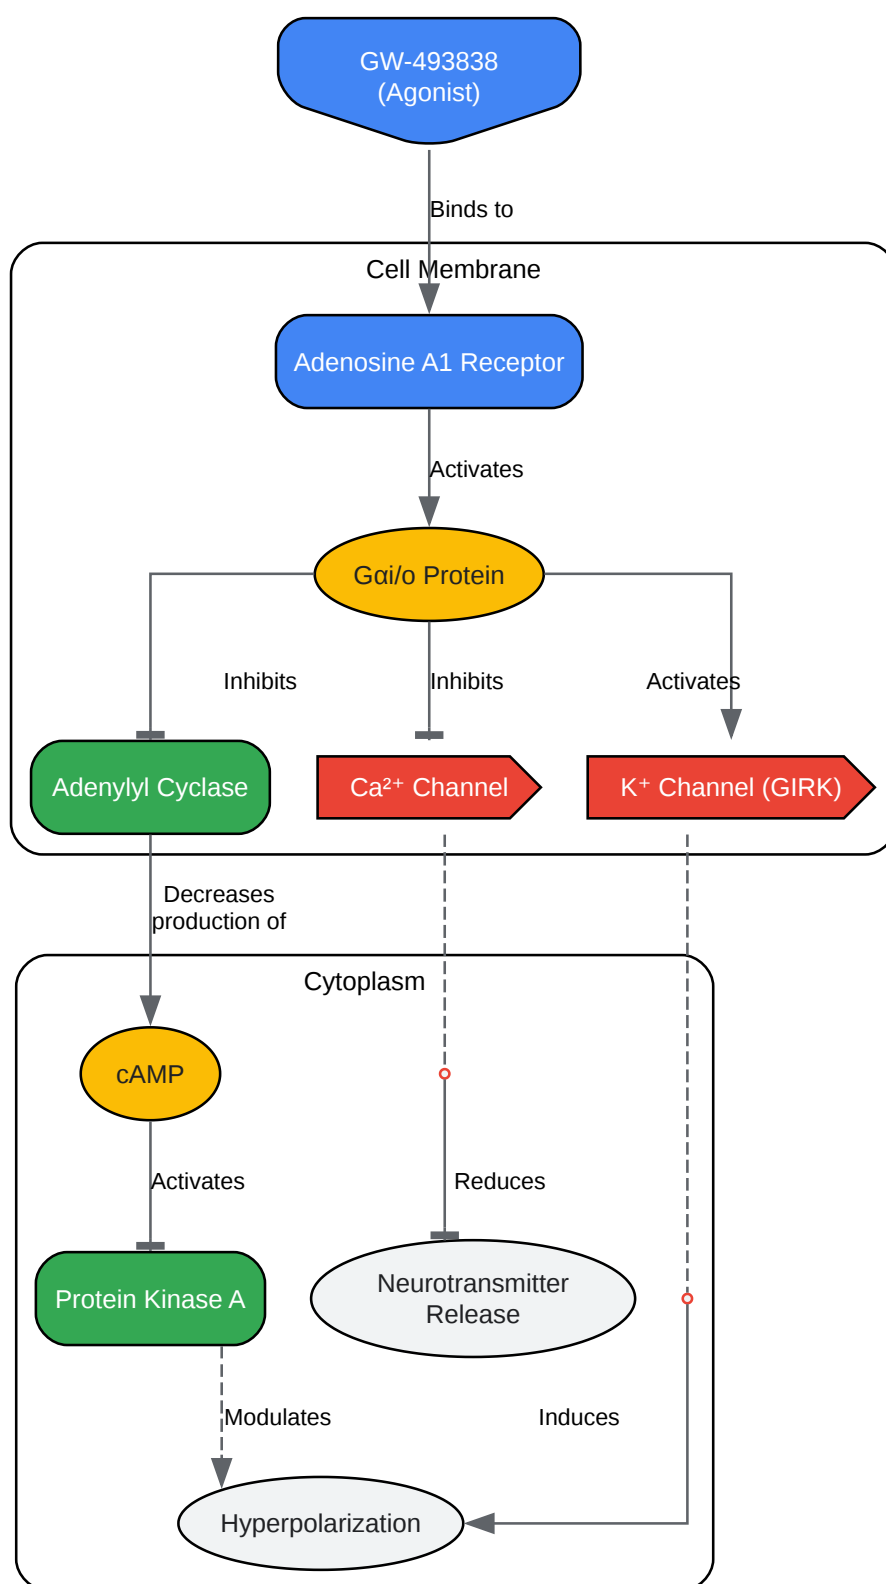 GW-493838
(Agonist)
Binds to
Cell Membrane
Adenosine A1 Receptor
Activates
Gαi/o Protein
Inhibits
Inhibits
Activates
Adenylyl Cyclase
Ca²⁺ Channel
K⁺ Channel (GIRK)
Decreases
production of
Cytoplasm
cAMP
Activates
Reduces
Protein Kinase A
Neurotransmitter
Release
Modulates
Induces
Hyperpolarization